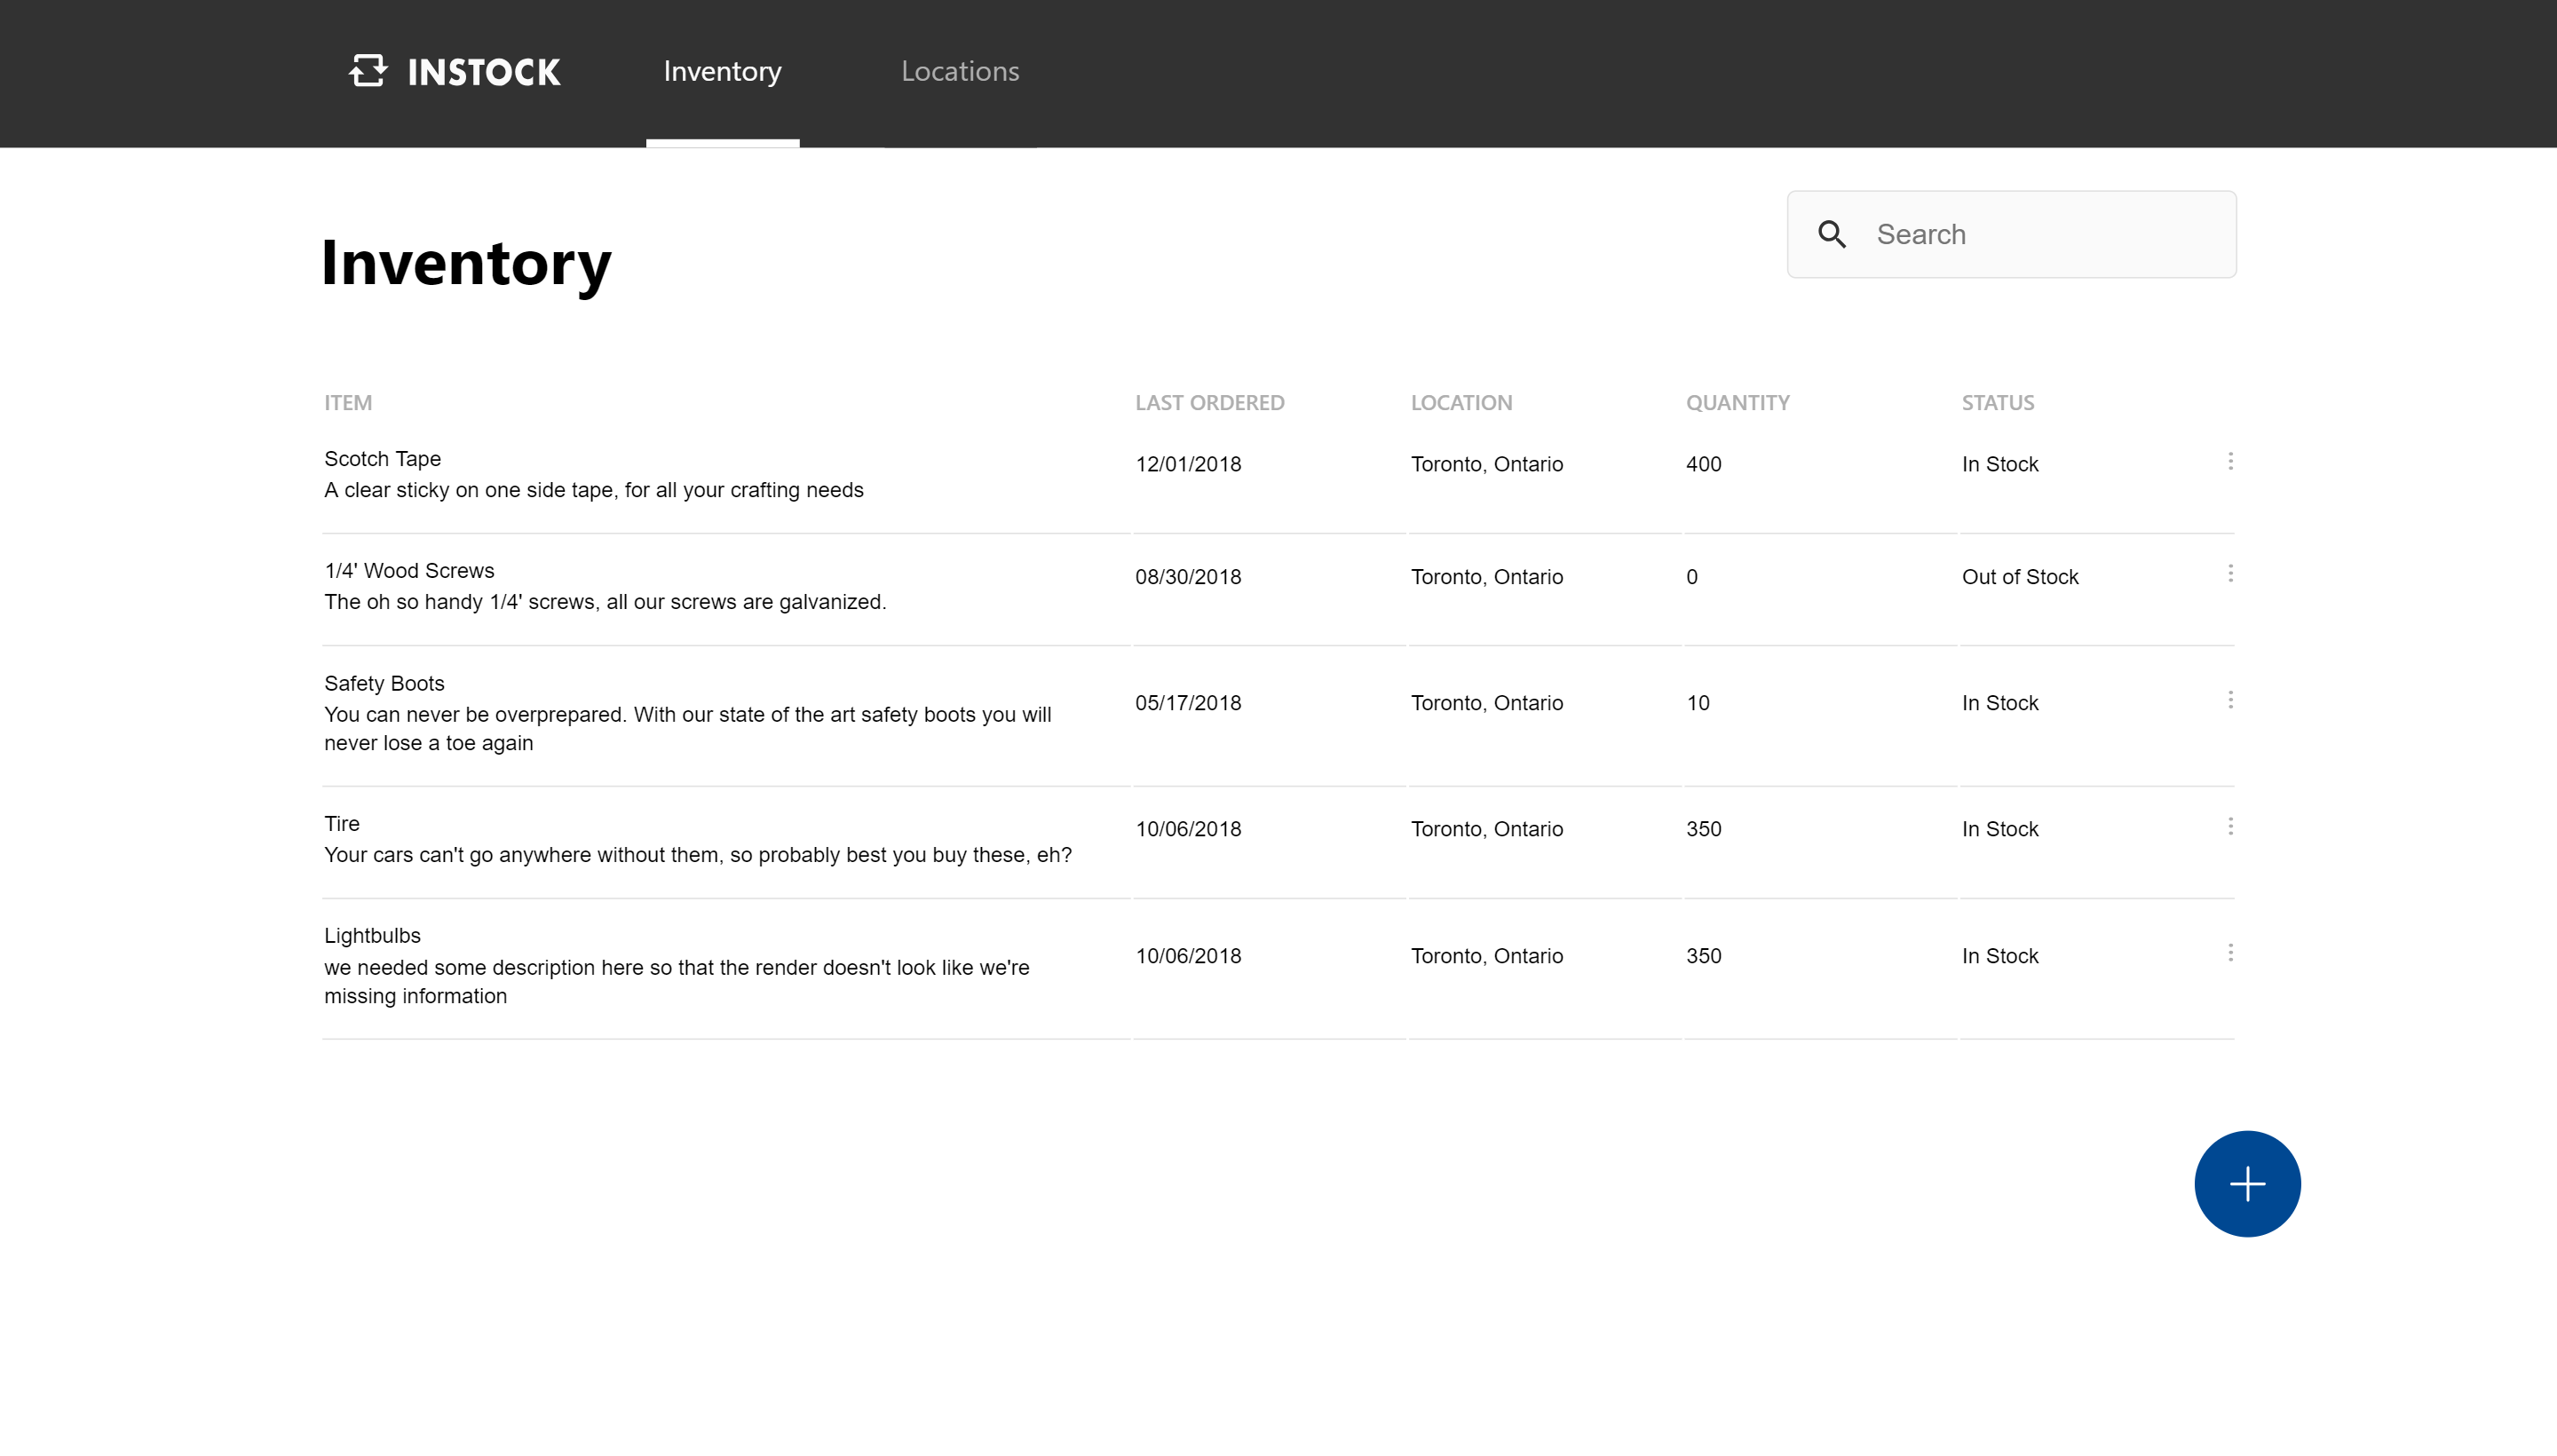 INSTOCK Inventory Locations
Search
Inventory
ITEM LAST ORDERED LOCATION QUANTITY STATUS
Scotch Tape
A clear sticky on one side tape, for all your crafting needs
12/01/2018 Toronto, Ontario 400 In Stock
1/4' Wood Screws
The oh so handy 1/4' screws, all our screws are galvanized.
08/30/2018 Toronto, Ontario 0 Out of Stock
Safety Boots
You can never be overprepared. With our state of the art safety boots you will
never lose a toe again
05/17/2018 Toronto, Ontario 10 In Stock
Tire
Your cars can't go anywhere without them, so probably best you buy these, eh?
10/06/2018 Toronto, Ontario 350 In Stock
Lightbulbs
we needed some description here so that the render doesn't look like we're
missing information
10/06/2018 Toronto, Ontario 350 In Stock